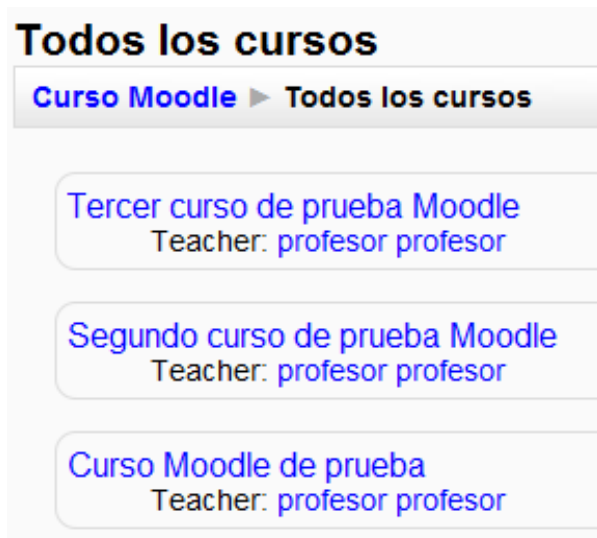 Todos los cursos
Curso Moodle ► Todos los cursos
Tercer curso de prueba Moodle
Teacher: profesor profesor
Segundo curso de prueba Moodle
Teacher: profesor profesor
Curso Moodle de prueba
Teacher: profesor profesor